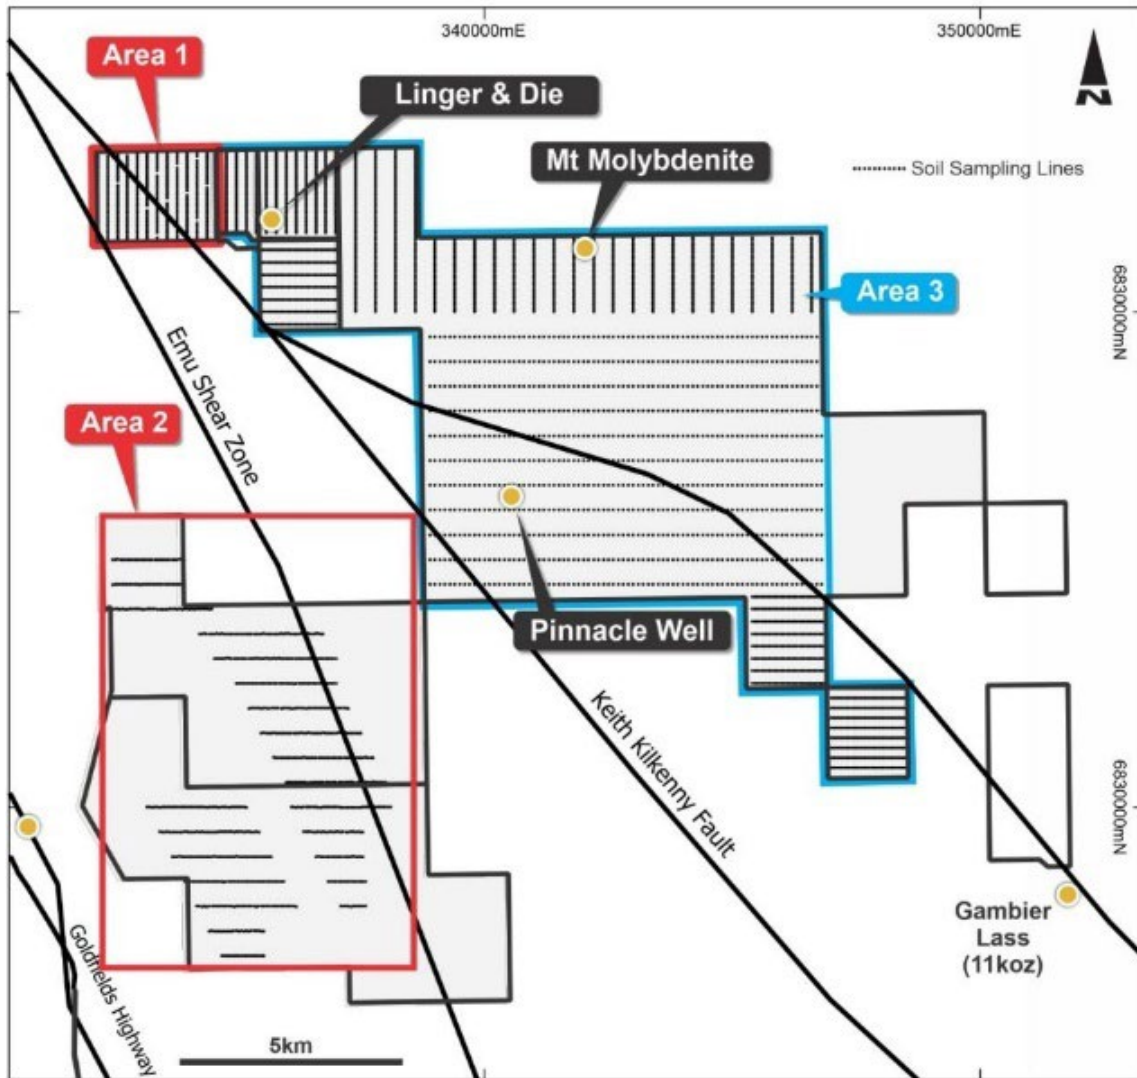 340000mE
350000mE
Area 1
Linger & Die
N
Mt Molybdenite
Soil Sampling Lines
Area 3
6830000mN
Emu Shear Zone
Area 2
Pinnacle Well
Keith Kilkenny Fault
6830000mN
Gambier
Lass
(11koz)
Goldfields Highway
5km